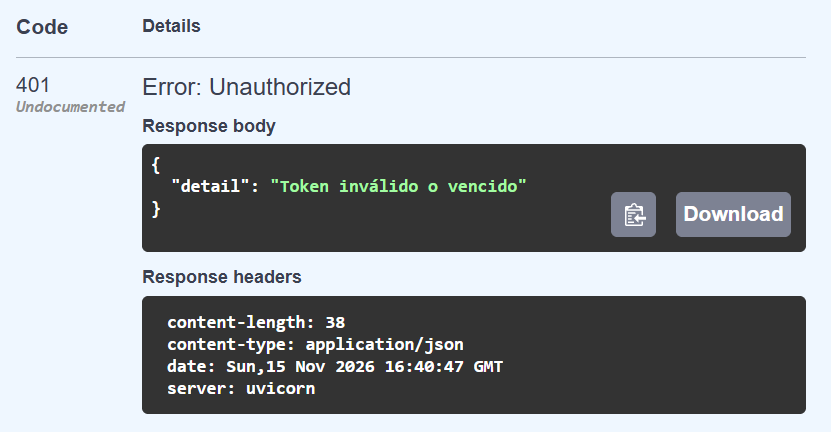 Code Details
401 Error: Unauthorized
Undocumented
Response body
{
"detail": "Token inválido o vencido"
}
Download
Response headers
content-length: 38
content-type: application/json
date: Sun,15 Nov 2026 16:40:47 GMT
server: uvicorn